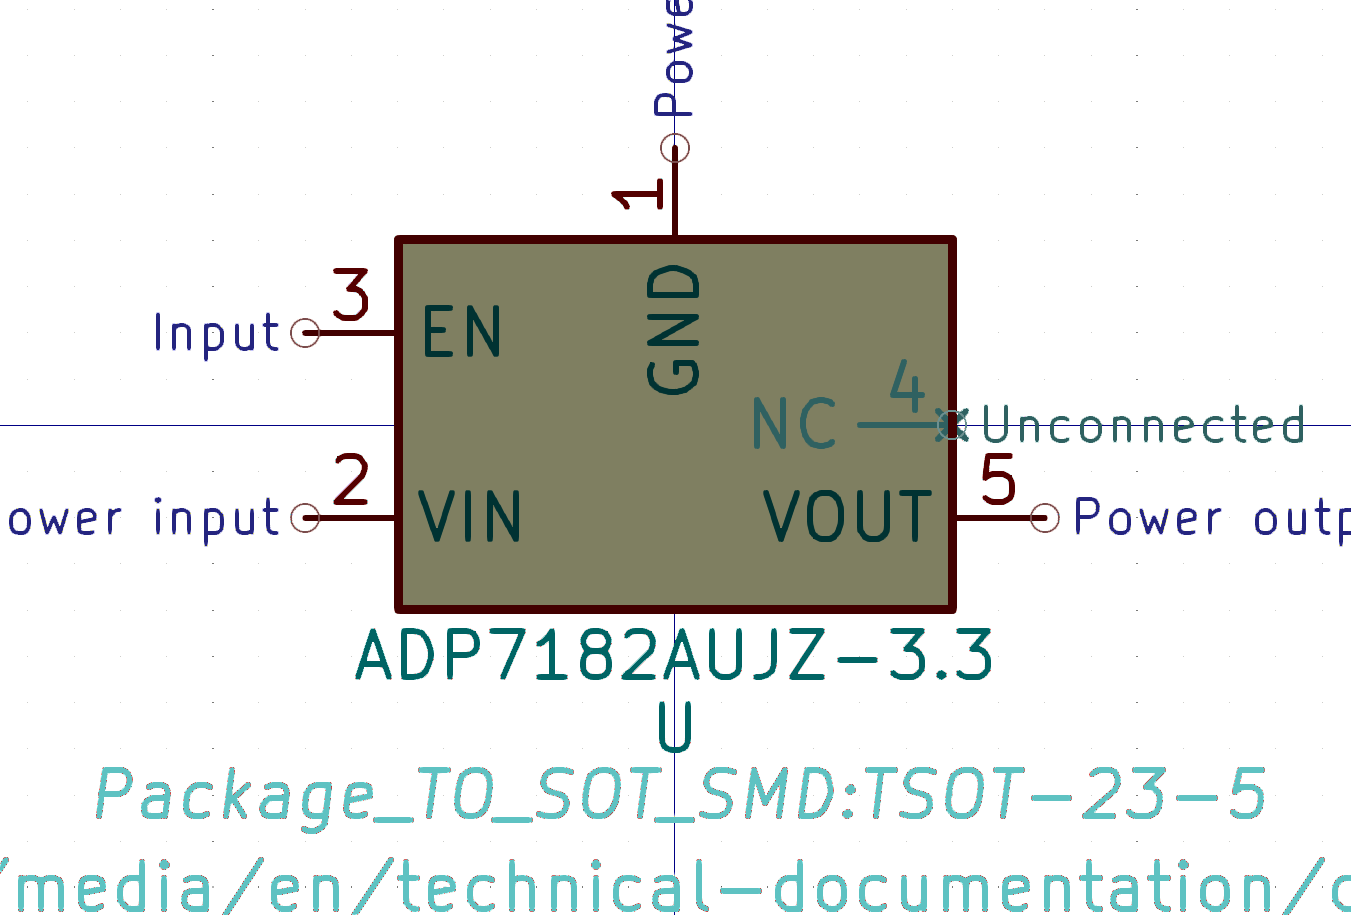 Powe
1
GND
3
EN
Input
4
NC
Unconnected
2
VIN
ower input
5
VOUT
Power outp
ADP7182AUJZ-3.3
U
Package_TO_SOT_SMD:TSOT-23-5
/media/en/technical-documentation/